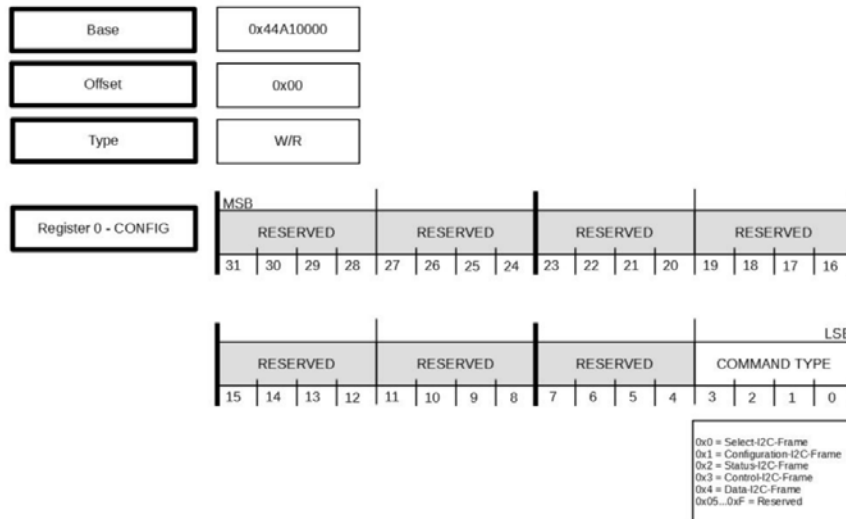 Base 0x44A10000
Offset 0x00
Type W/R
MSB
Register 0 - CONFIG RESERVED RESERVED RESERVED RESERVED
31 30 29 28 27 26 25 24 23 22 21 20 19 18 17 16
LSB
RESERVED RESERVED RESERVED COMMAND TYPE
15 14 13 12 11 10 9 8 7 6 5 4 3 2 1 0
0x0 = Select-I2C-Frame
0x1 = Configuration-I2C-Frame
0x2 = Status-I2C-Frame
0x3 = Control-I2C-Frame
0x4 = Data-I2C-Frame
0x05...0xF = Reserved